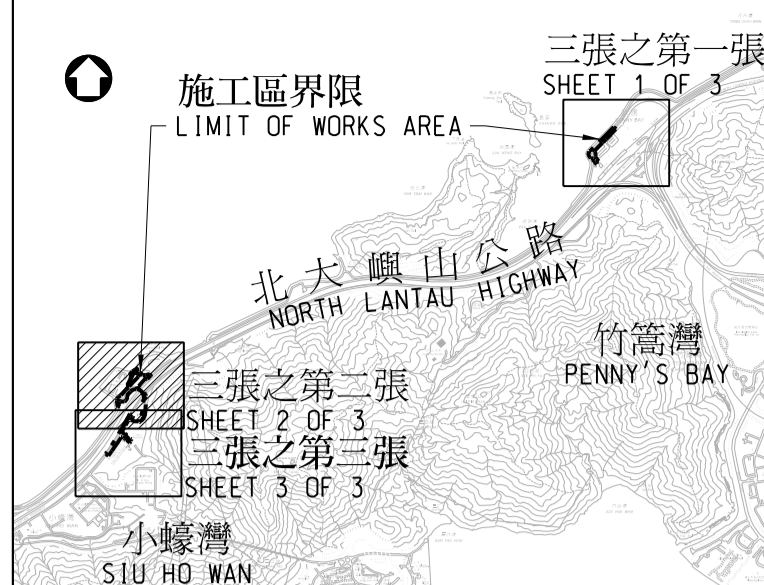 三張之第一張
SHEET 1 OF 3
施工區界限
LIMIT OF WORKS AREA
北大嶼山公路
NORTH LANTAU HIGHWAY
竹篙灣
PENNY'S BAY
三張之第二張
SHEET 2 OF 3
三張之第三張
SHEET 3 OF 3
小蠔灣
SIU HO WAN